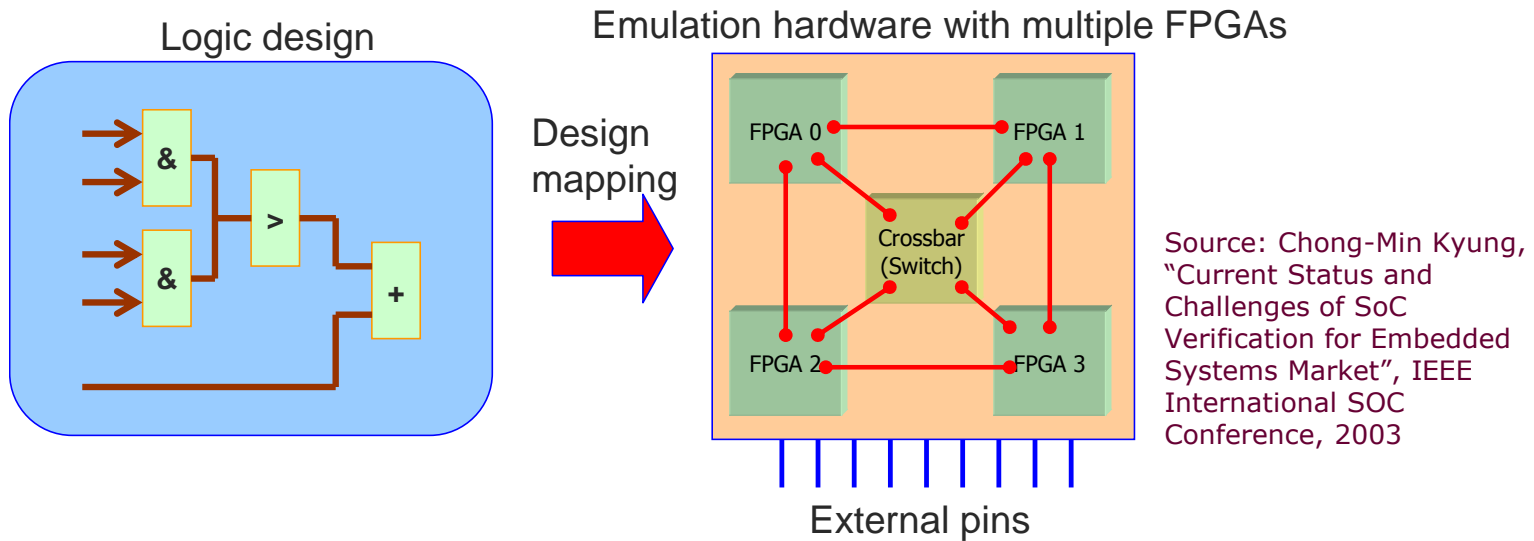 Logic design
&
&
>
+
Design
mapping
Emulation hardware with multiple FPGAs
FPGA 0
FPGA 1
Crossbar
(Switch)
FPGA 2
FPGA 3
External pins
Source: Chong-Min Kyung,
“Current Status and
Challenges of SoC
Verification for Embedded
Systems Market”, IEEE
International SOC
Conference, 2003